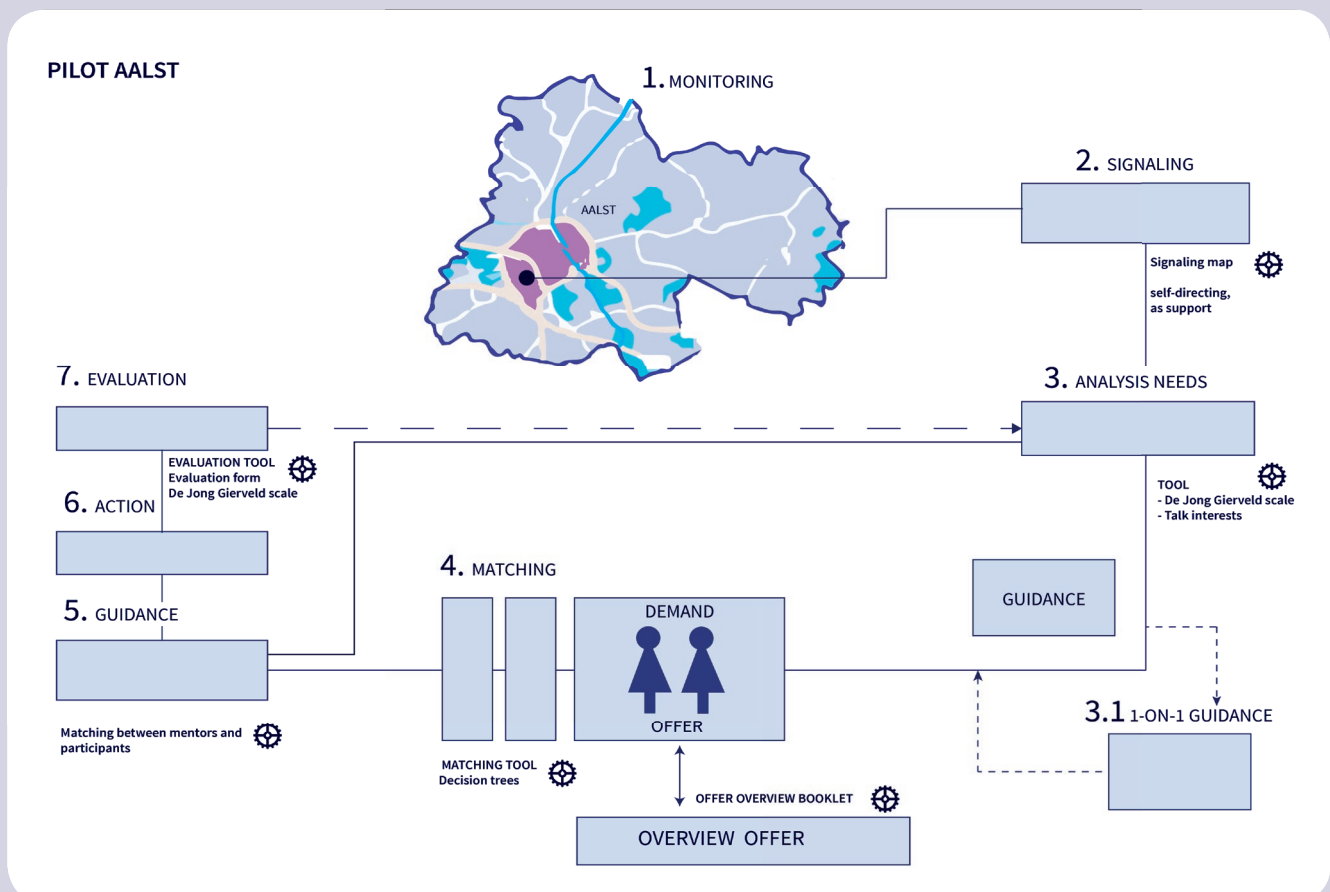 PILOT AALST
1. MONITORING
AALST
2. SIGNALING
Signaling map
self-directing,
as support
3. ANALYSIS NEEDS
TOOL
- De Jong Gierveld scale
- Talk interests
GUIDANCE
3.1 1-ON-1 GUIDANCE
4. MATCHING
DEMAND
OFFER
MATCHING TOOL
Decision trees
OFFER OVERVIEW BOOKLET
OVERVIEW OFFER
7. EVALUATION
EVALUATION TOOL
Evaluation form
De Jong Gierveld scale
6. ACTION
5. GUIDANCE
Matching between mentors and
participants